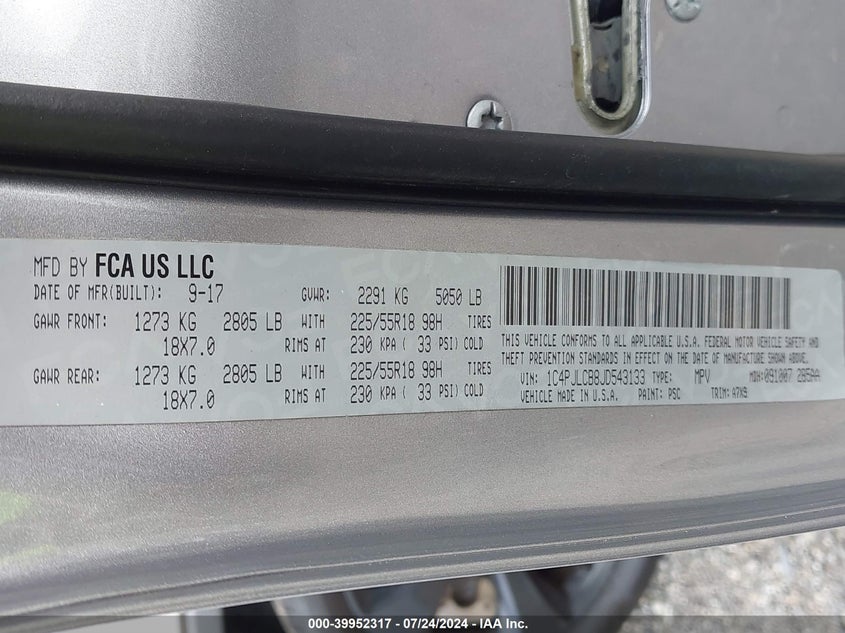 MFD BY FCA US LLC
DATE OF MFR(BUILT): 9-17 GVWR: 2291 KG 5050 LB
GAWR FRONT: 1273 KG 2805 LB WITH 225/55R18 98H TIRES
18X7.0 RIMS AT 230 KPA ( 33 PSI) COLD
GAWR REAR: 1273 KG 2805 LB WITH 225/55R18 98H TIRES
18X7.0 RIMS AT 230 KPA ( 33 PSI) COLD
THIS VEHICLE CONFORMS TO ALL APPLICABLE U.S.A. FEDERAL MOTOR VEHICLE SAFETY AND
THEFT PREVENTION STANDARDS IN EFFECT ON THE DATE OF MANUFACTURE SHOWN ABOVE.
VIN: 1C4PJLCB8JD543133 TYPE: MPV MDH:091007 285AA
VEHICLE MADE IN U.S.A. PAINT: PSC TRIM: A7X9
000-39952317 - 07/24/2024 - IAA Inc.